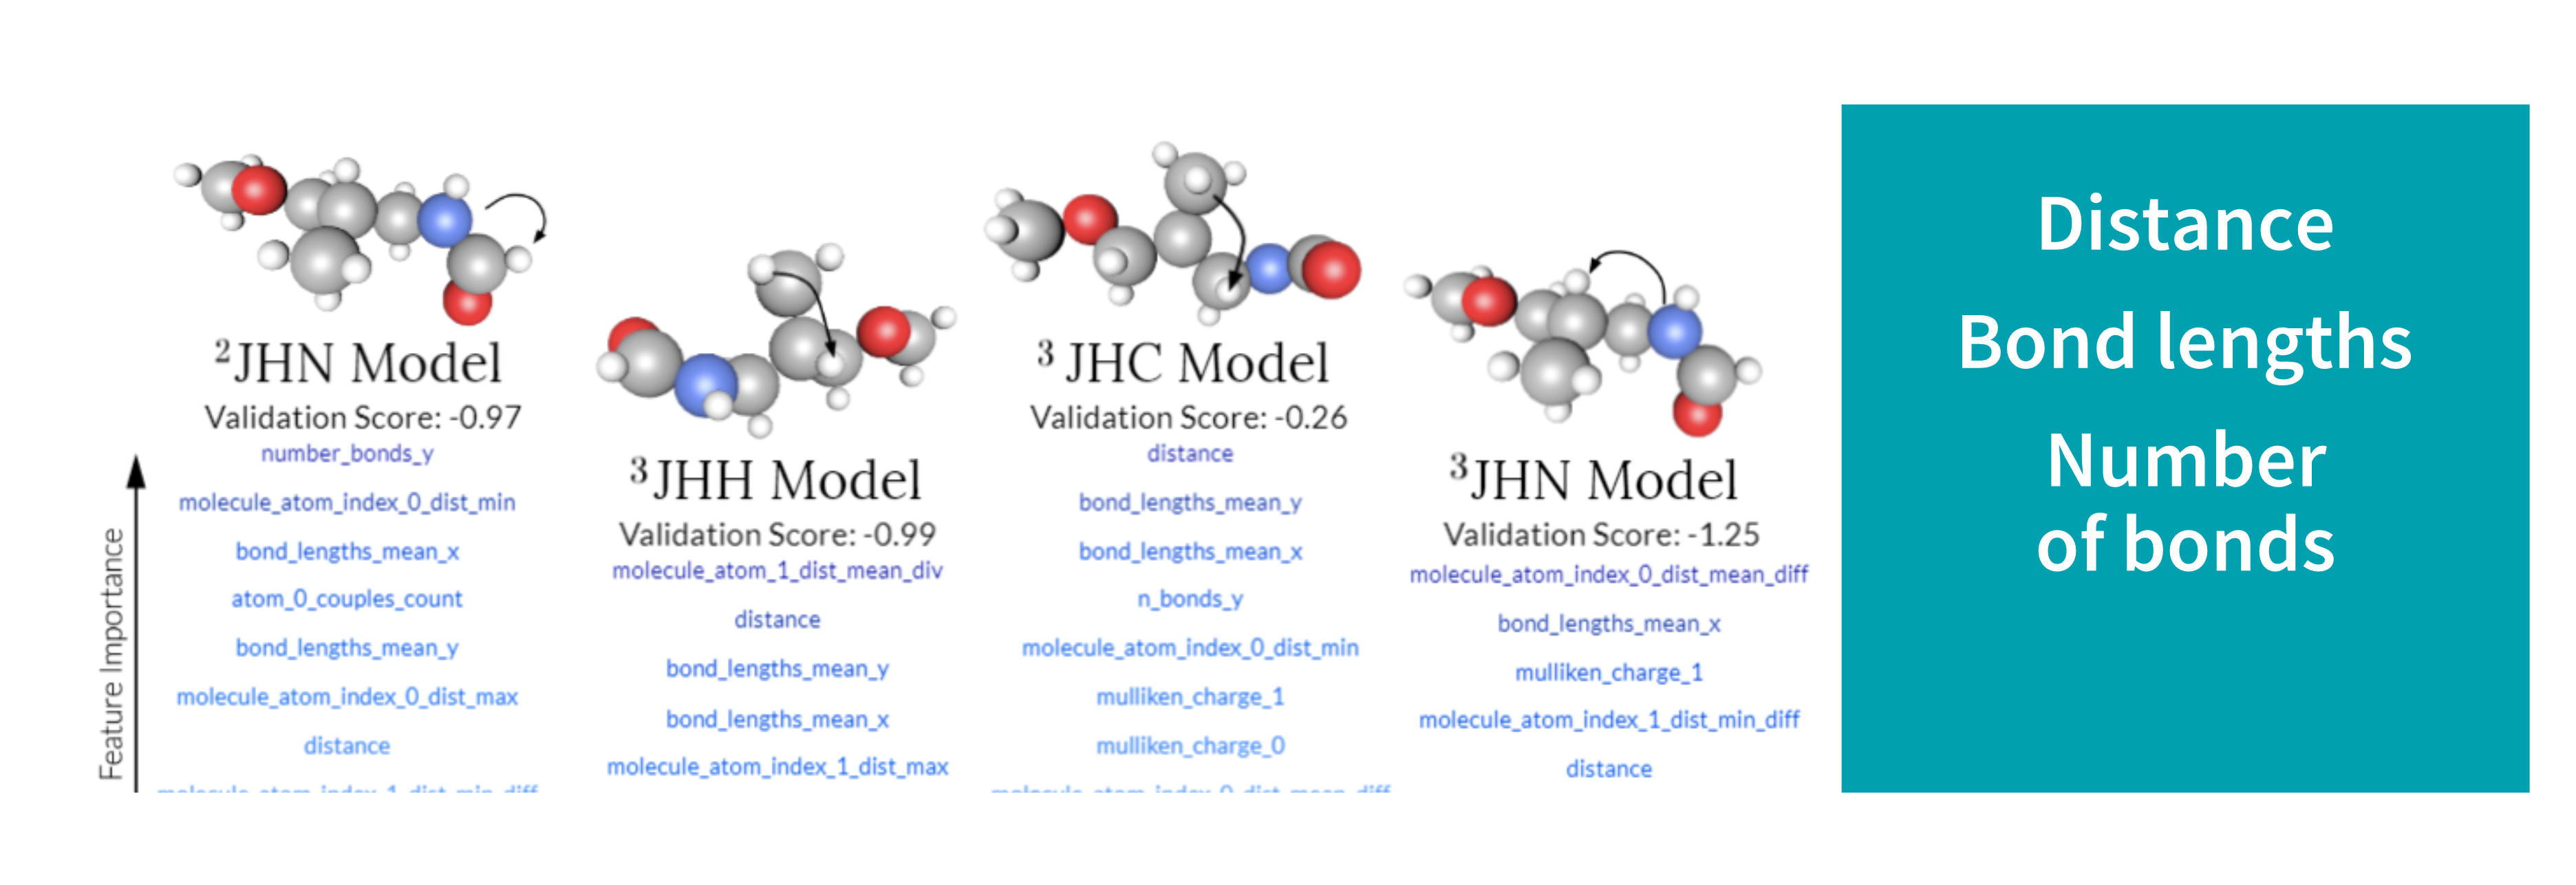 Feature Importance
²JHN Model
Validation Score: -0.97
number_bonds_y
molecule_atom_index_0_dist_min
bond_lengths_mean_x
atom_0_couples_count
bond_lengths_mean_y
molecule_atom_index_0_dist_max
distance
molecule_atom_index_1_dist_min_diff
³JHH Model
Validation Score: -0.99
molecule_atom_1_dist_mean_div
distance
bond_lengths_mean_y
bond_lengths_mean_x
molecule_atom_index_1_dist_max
³ JHC Model
Validation Score: -0.26
distance
bond_lengths_mean_y
bond_lengths_mean_x
n_bonds_y
molecule_atom_index_0_dist_min
mulliken_charge_1
mulliken_charge_0
molecule_atom_index_0_dist_mean_diff
³JHN Model
Validation Score: -1.25
molecule_atom_index_0_dist_mean_diff
bond_lengths_mean_x
mulliken_charge_1
molecule_atom_index_1_dist_min_diff
distance
Distance
Bond lengths
Number
of bonds